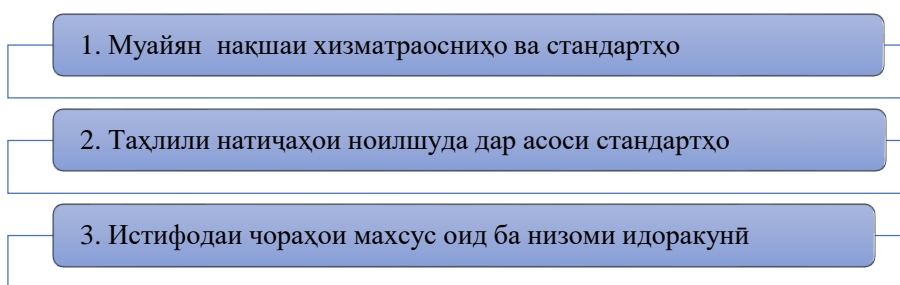 1. Муайян нақшаи хизматраосниҳо ва стандартҳо
2. Таҳлили натиҷаҳои ноилшуда дар асоси стандартҳо
3. Истифодаи чораҳои махсус оид ба низоми идоракунӣ